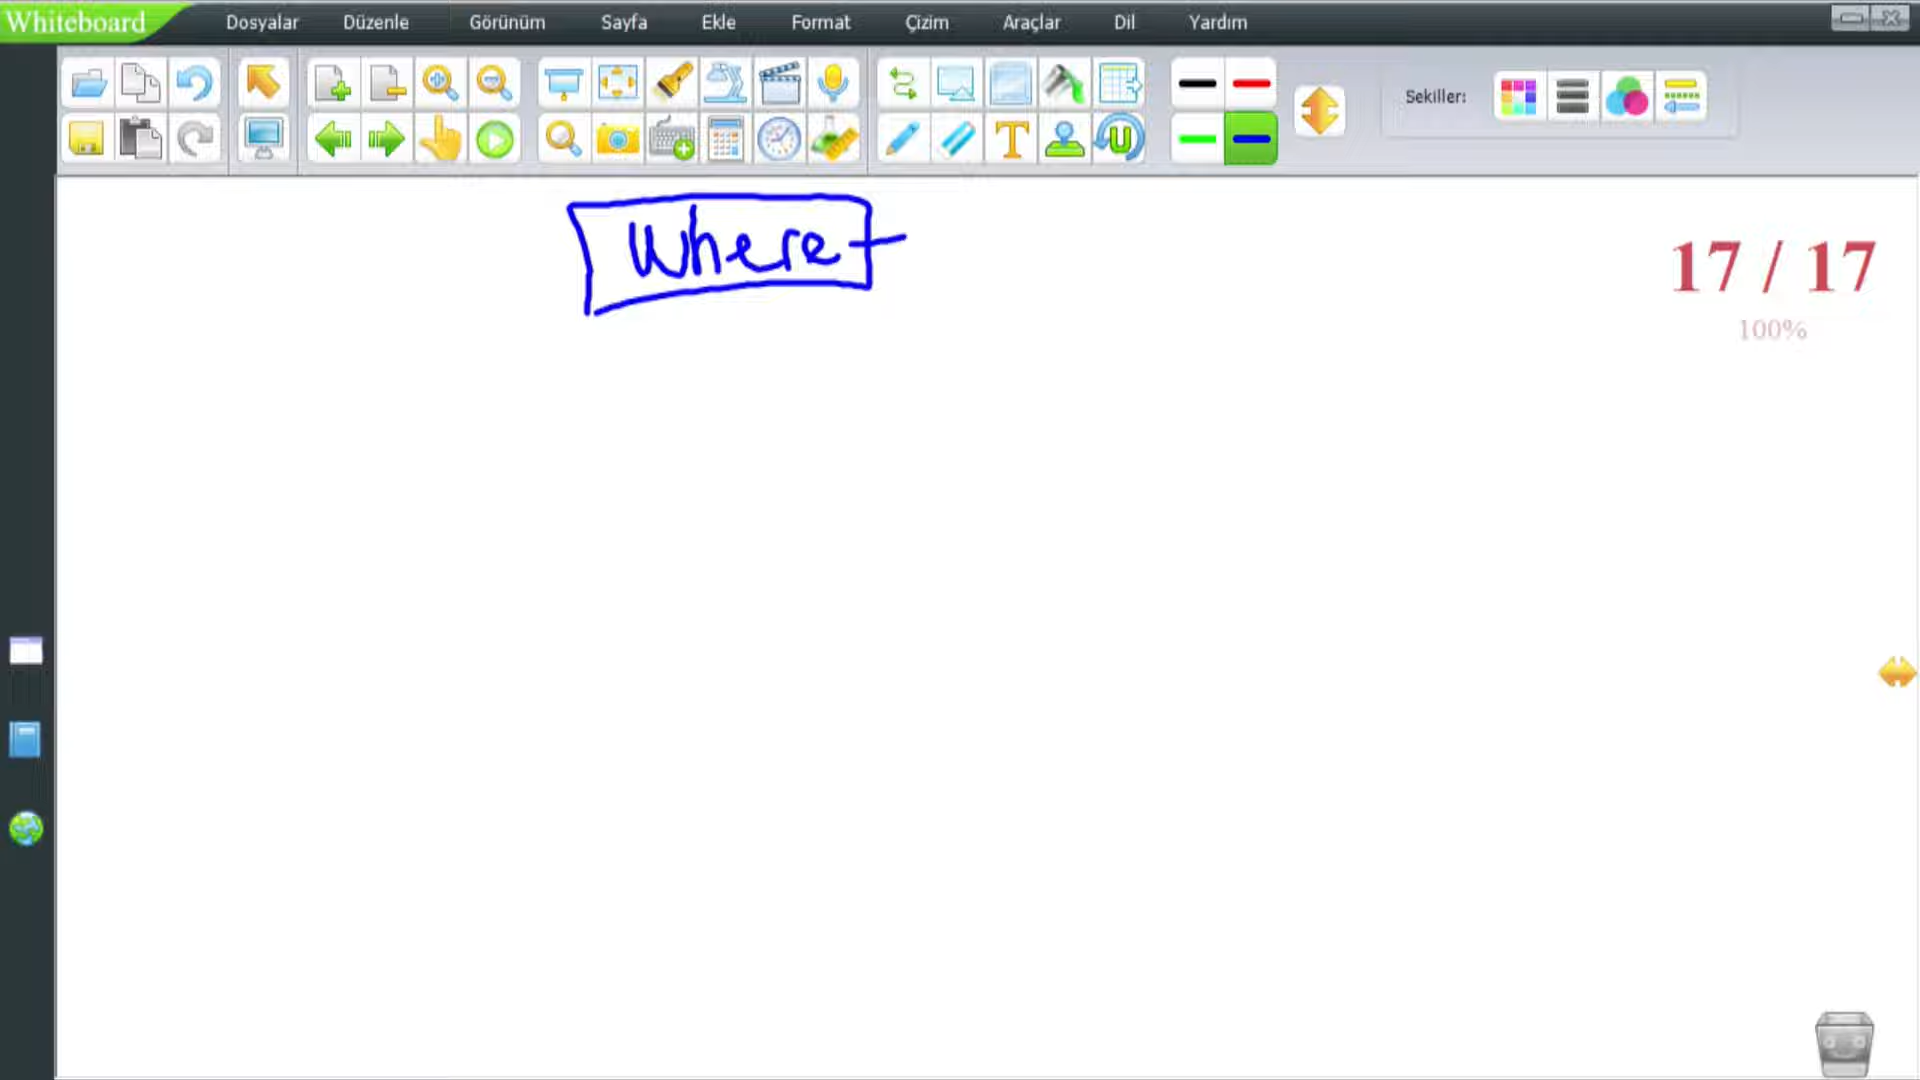 Whiteboard Dosyalar Düzenle Görünüm Sayfa Ekle Format Çizim Araçlar Dil Yardım
Sekiller:
Where
17 / 17
100%